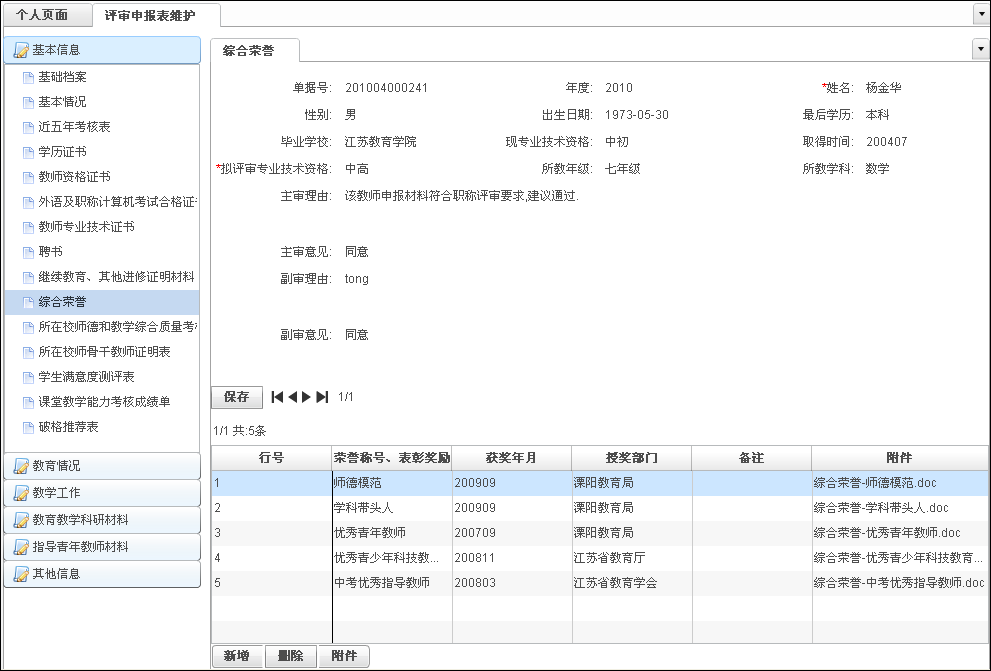 个人页面 评审申报表维护
基本信息
基础档案
基本情况
近五年考核表
学历证书
教师资格证书
外语及职称计算机考试合格证
教师专业技术证书
聘书
继续教育、其他进修证明材料
综合荣誉
所在校师德和教学综合质量考
所在校师骨干教师证明表
学生满意度测评表
课堂教学能力考核成绩单
破格推荐表
教育情况
教学工作
教育教学科研材料
指导青年教师材料
其他信息
综合荣誉
单据号: 201004000241 年度: 2010 *姓名: 杨金华
性别: 男 出生日期: 1973-05-30 最后学历: 本科
毕业学校: 江苏教育学院 现专业技术资格: 中初 取得时间: 200407
*拟评审专业技术资格: 中高 所教年级: 七年级 所教学科: 数学
主审理由: 该教师申报材料符合职称评审要求,建议通过.
主审意见: 同意
副审理由: tong
副审意见: 同意
保存 1/1
1/1 共:5条
行号 荣誉称号、表彰奖励 获奖年月 授奖部门 备注 附件
1 师德模范 200909 溧阳教育局 综合荣誉-师德模范.doc
2 学科带头人 200909 溧阳教育局 综合荣誉-学科带头人.doc
3 优秀青年教师 200709 溧阳教育局 综合荣誉-优秀青年教师.doc
4 优秀青少年科技教... 200811 江苏省教育厅 综合荣誉-优秀青少年科技教育...
5 中考优秀指导教师 200803 江苏省教育学会 综合荣誉-中考优秀指导教师.doc
新增 删除 附件